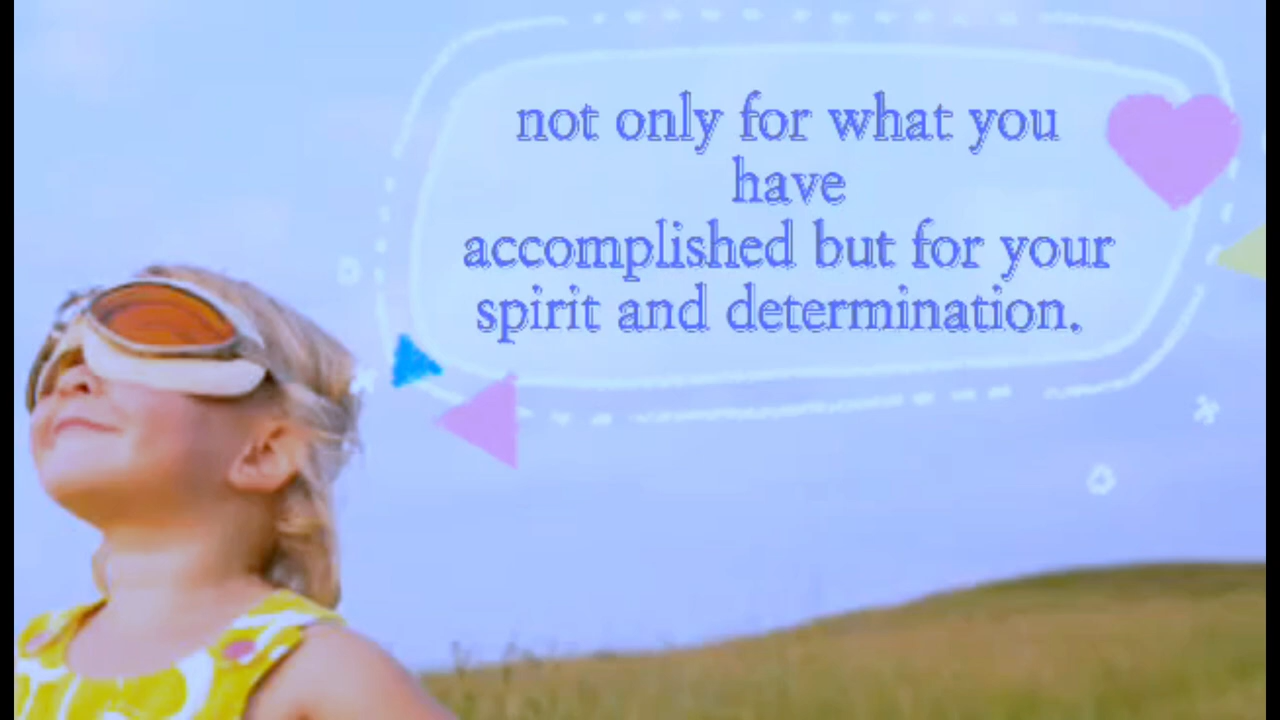 not only for what you
have
accomplished but for your
spirit and determination.